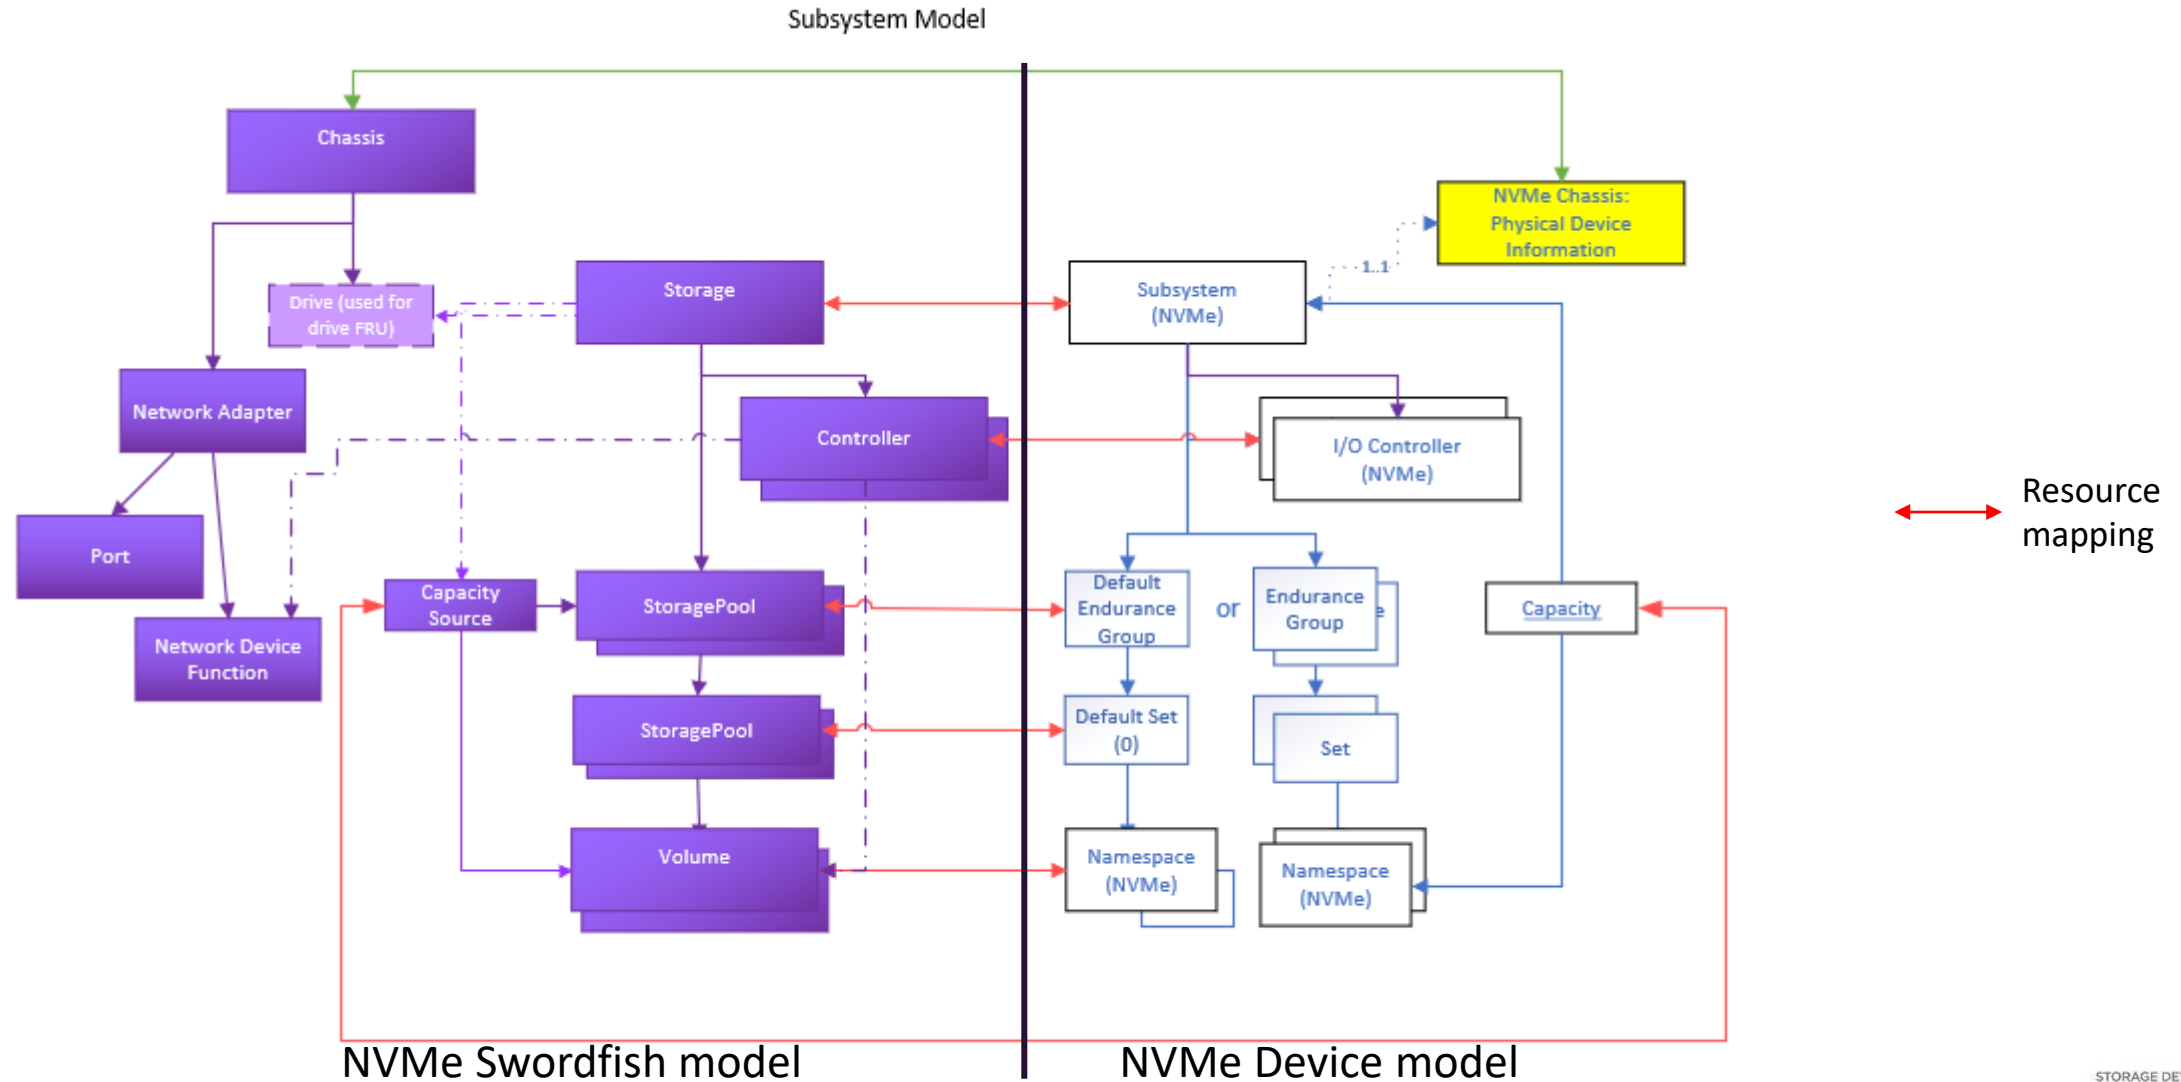 Subsystem Model
Chassis
NVMe Chassis:
Physical Device
Information
1..1
Storage
Subsystem
(NVMe)
Drive (used for
drive FRU)
Network Adapter
Controller
I/O Controller
(NVMe)
Resource
mapping
Port
Capacity
Source
StoragePool
Default
Endurance
Group
or
Endurance
Group
e
Capacity
Network Device
Function
StoragePool
Default Set
(0)
Set
Volume
Namespace
(NVMe)
Namespace
(NVMe)
NVMe Swordfish model
NVMe Device model
STORAGE DE